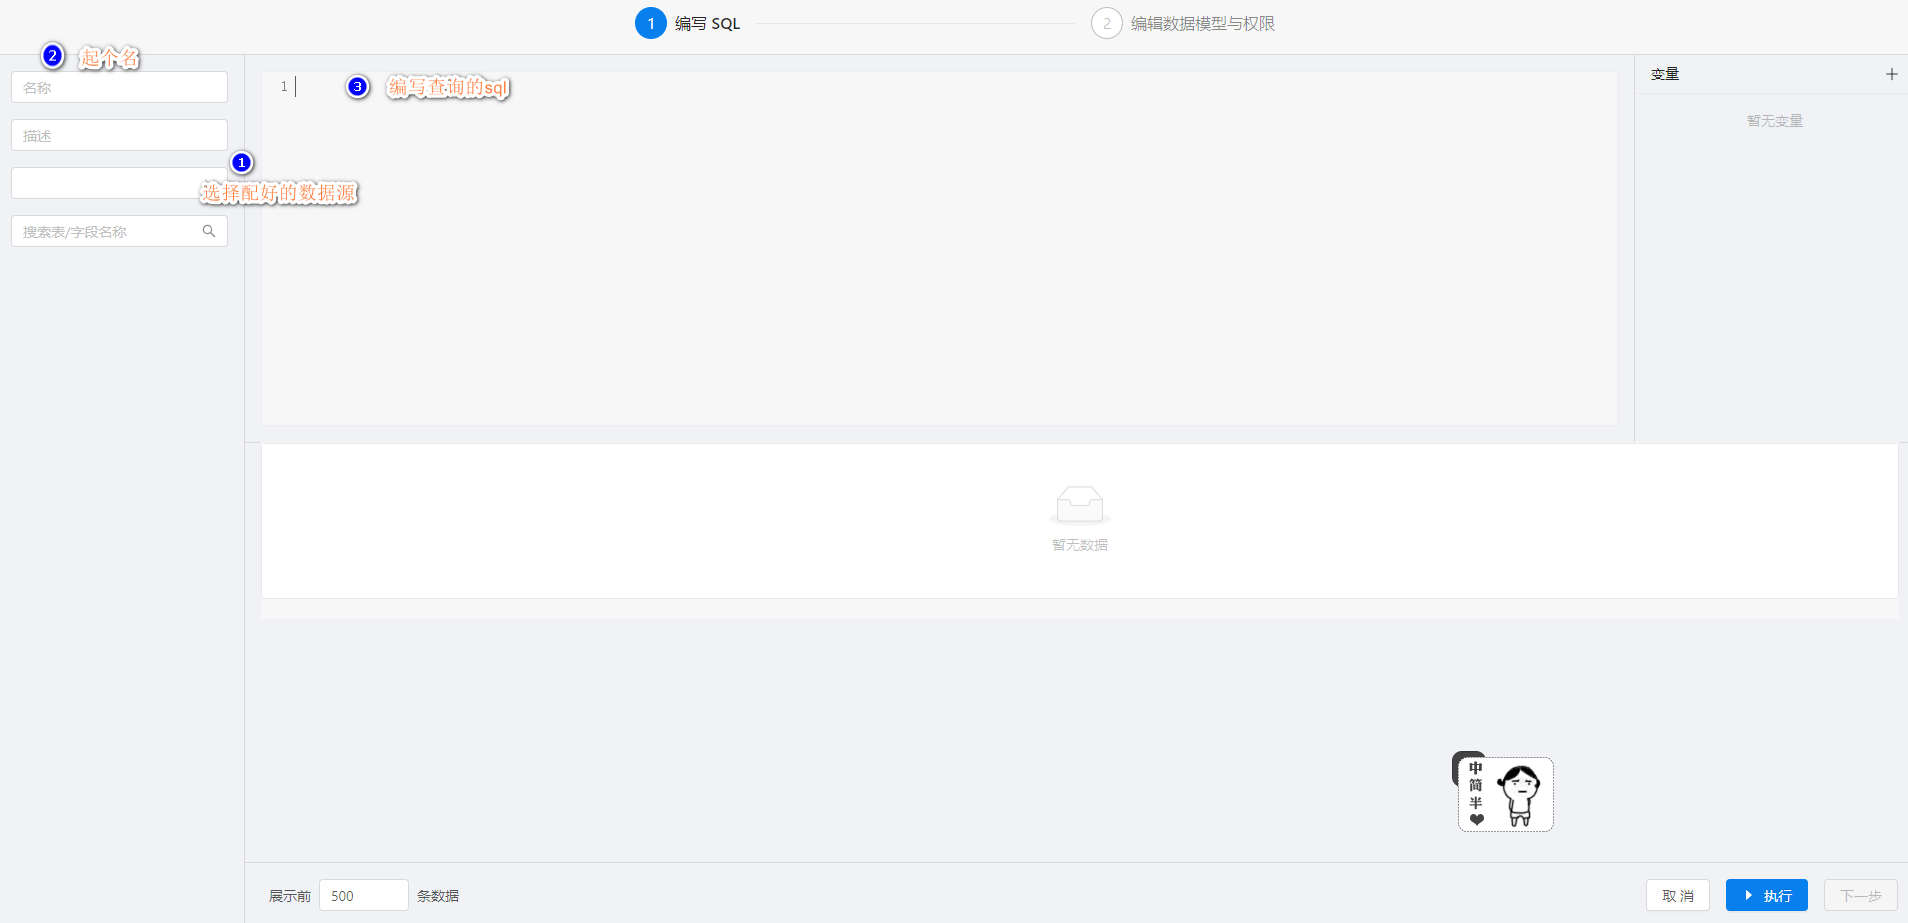 1 编写 SQL
2 编辑数据模型与权限
2 起个名
名称
描述
1
选择配好的数据源
搜索表/字段名称
1
3 编写查询的sql
变量
暂无变量
暂无数据
中
简
半
展示前 500 条数据
取 消
执行
下一步